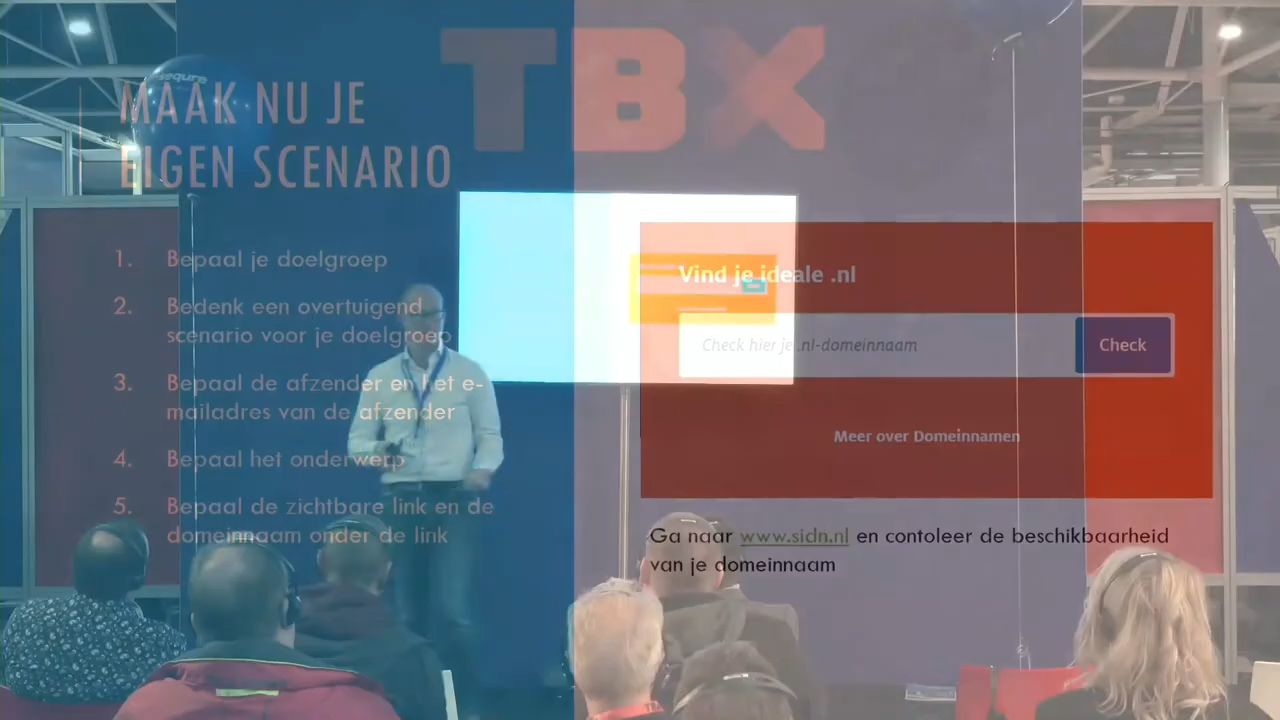 TBX
sequre
MAAK NU JE
EIGEN SCENARIO
1. Bepaal je doelgroep
2. Bedenk een overtuigend
scenario voor je doelgroep
3. Bepaal de afzender en het e-
mailadres van de afzender
4. Bepaal het onderwerp
5. Bepaal de zichtbare link en de
domeinnaam onder de link
Vind je ideale .nl
Check hier je .nl-domeinnaam
Check
Meer over Domeinnamen
Ga naar www.sidn.nl en contoleer de beschikbaarheid
van je domeinnaam